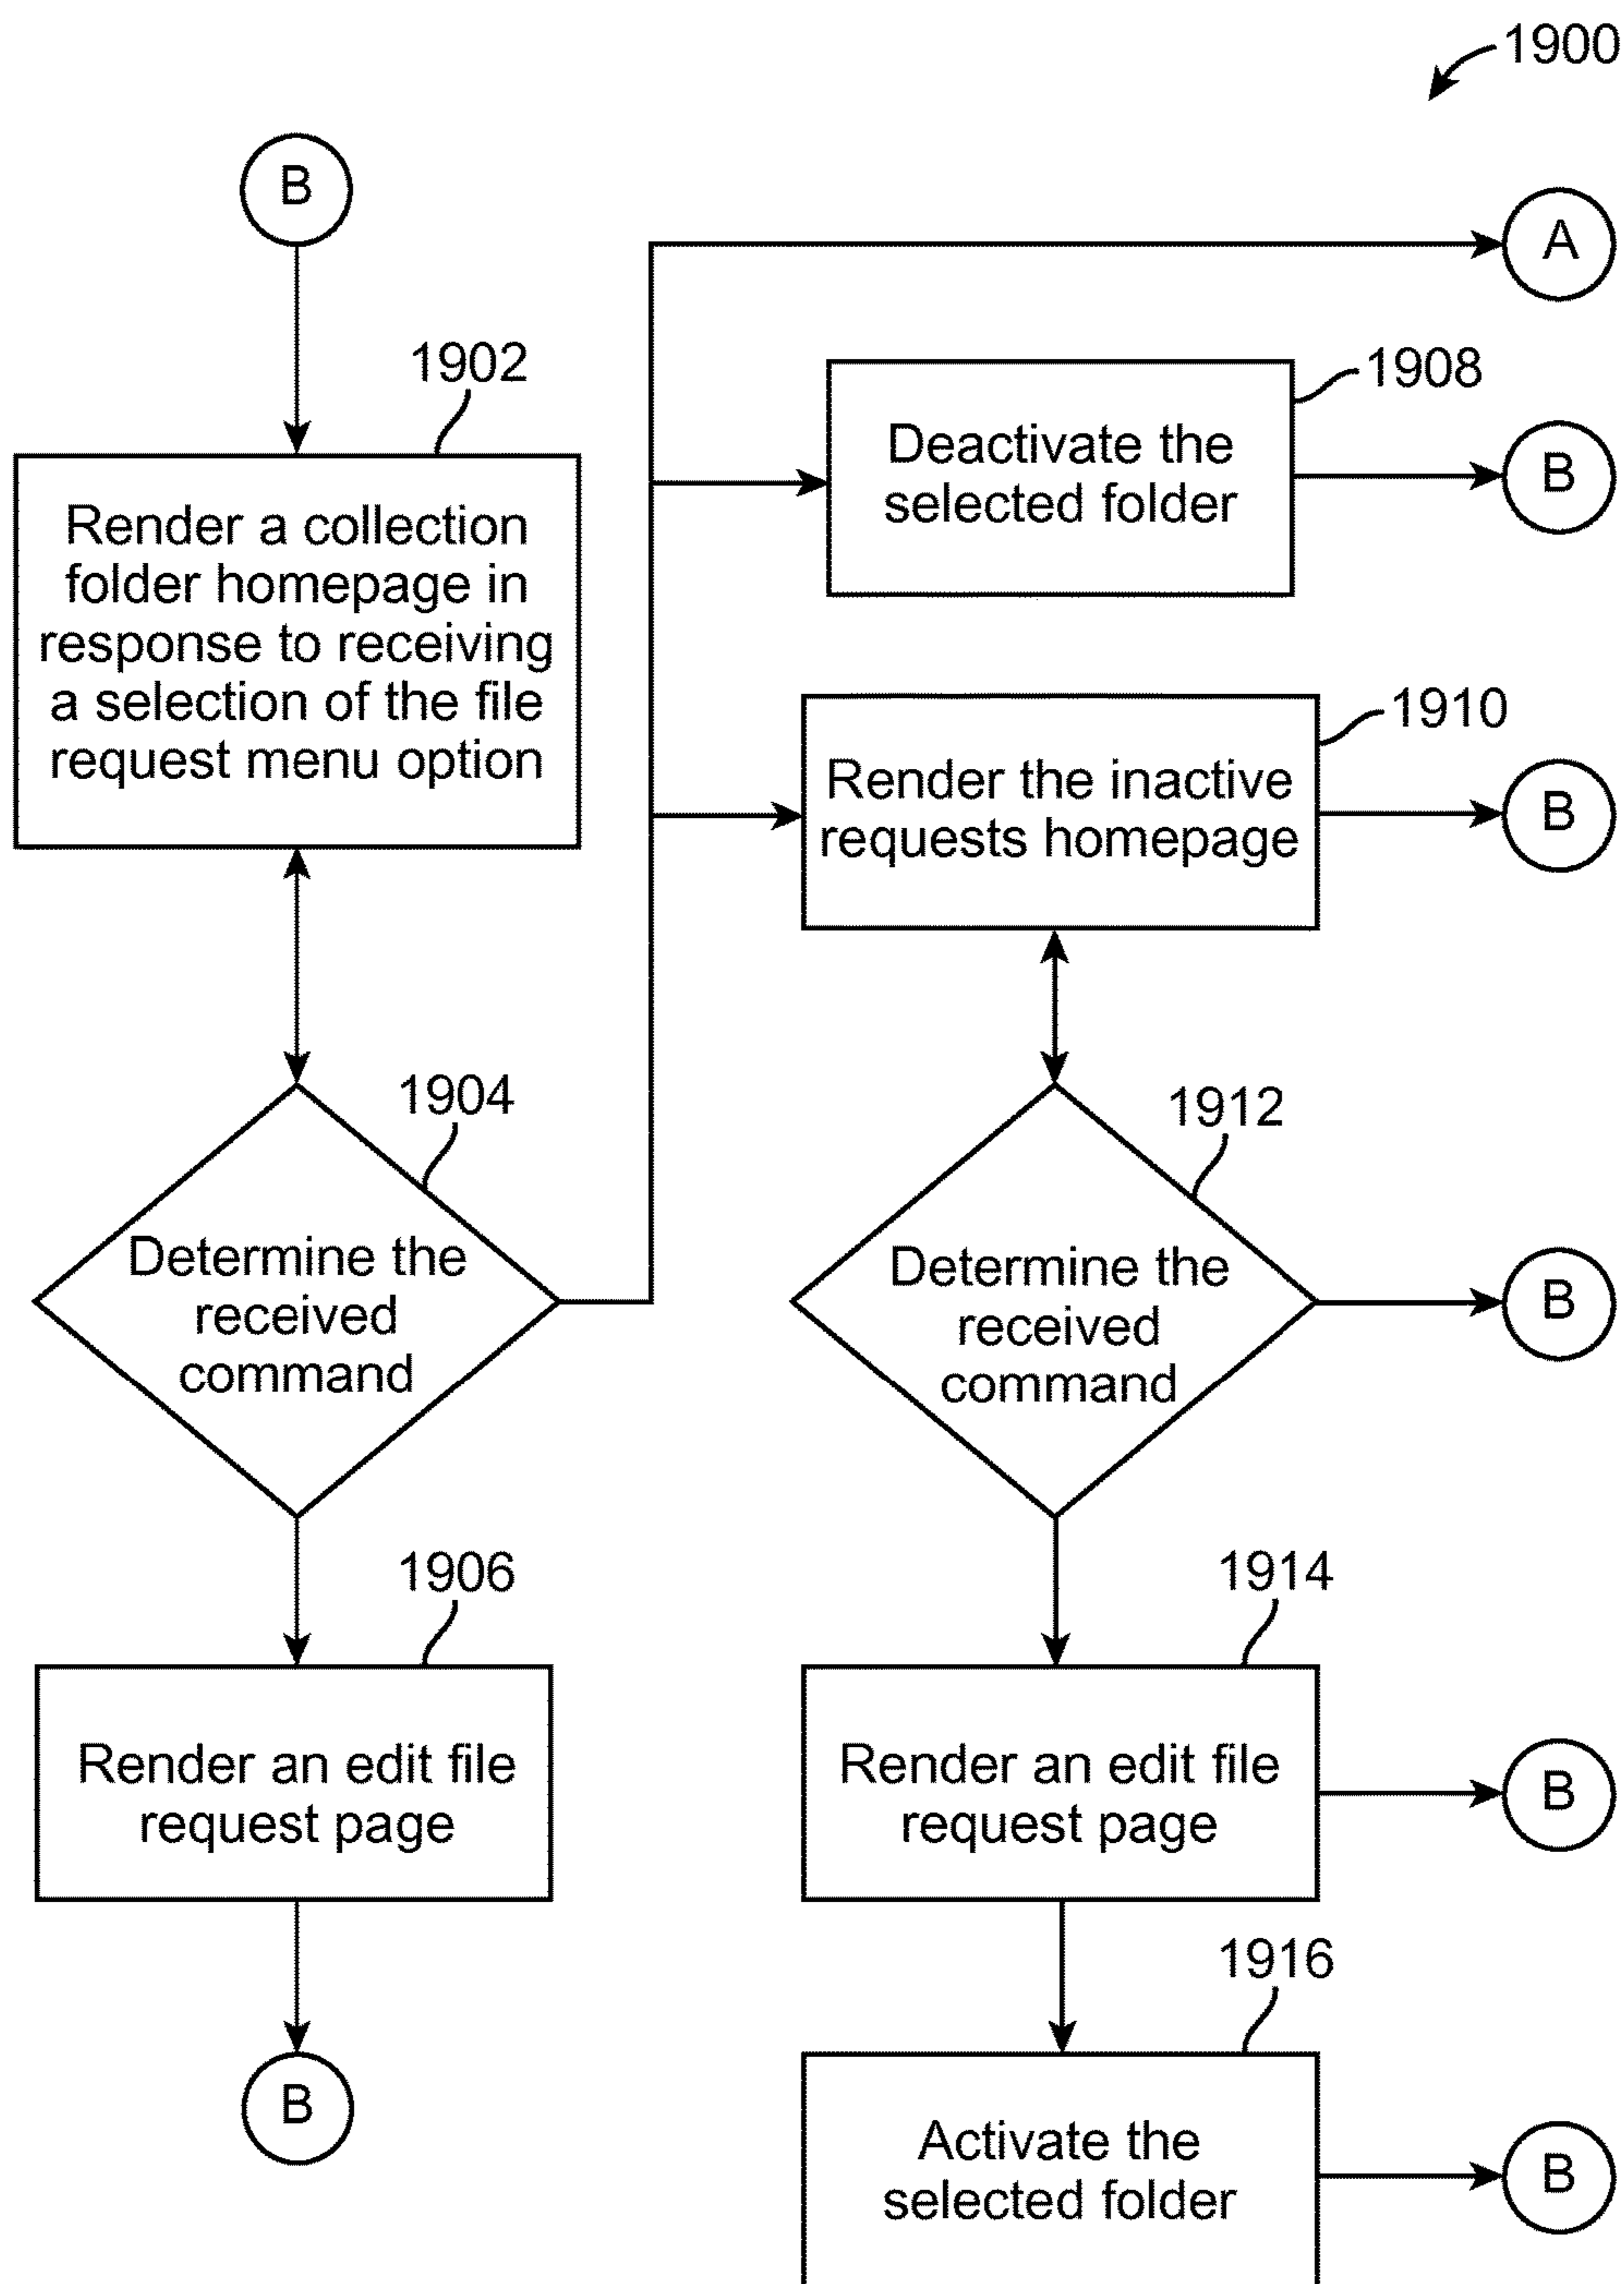 1900
B
A
1902
Render a collection
folder homepage in
response to receiving
a selection of the file
request menu option
1908
Deactivate the
selected folder
B
1910
Render the inactive
requests homepage
B
1904
Determine the
received
command
1912
Determine the
received
command
B
1906
Render an edit file
request page
B
1914
Render an edit file
request page
B
1916
Activate the
selected folder
B